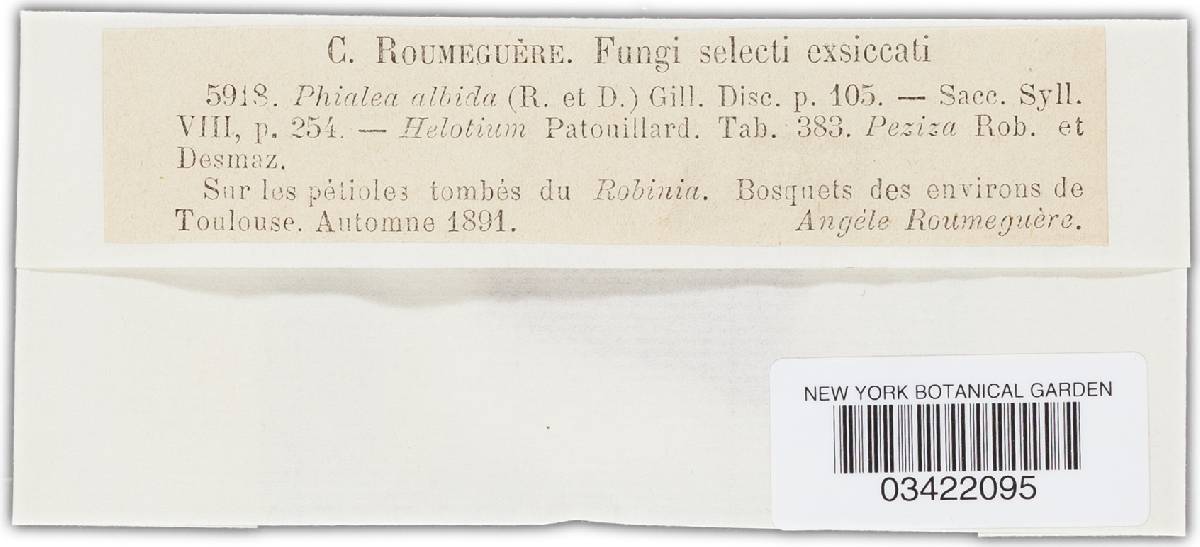 C. ROUMEGUÈRE. Fungi selecti exsiccati
5918. Phialea albida (R. et D.) Gill. Disc. p. 105. — Sacc. Syll.
VIII, p. 254. — Helotium Patouillard. Tab. 383. Peziza Rob. et
Desmaz.
Sur les pétioles tombés du Robinia. Bosquets des environs de
Toulouse. Automne 1891. Angèle Roumeguère.
NEW YORK BOTANICAL GARDEN
03422095